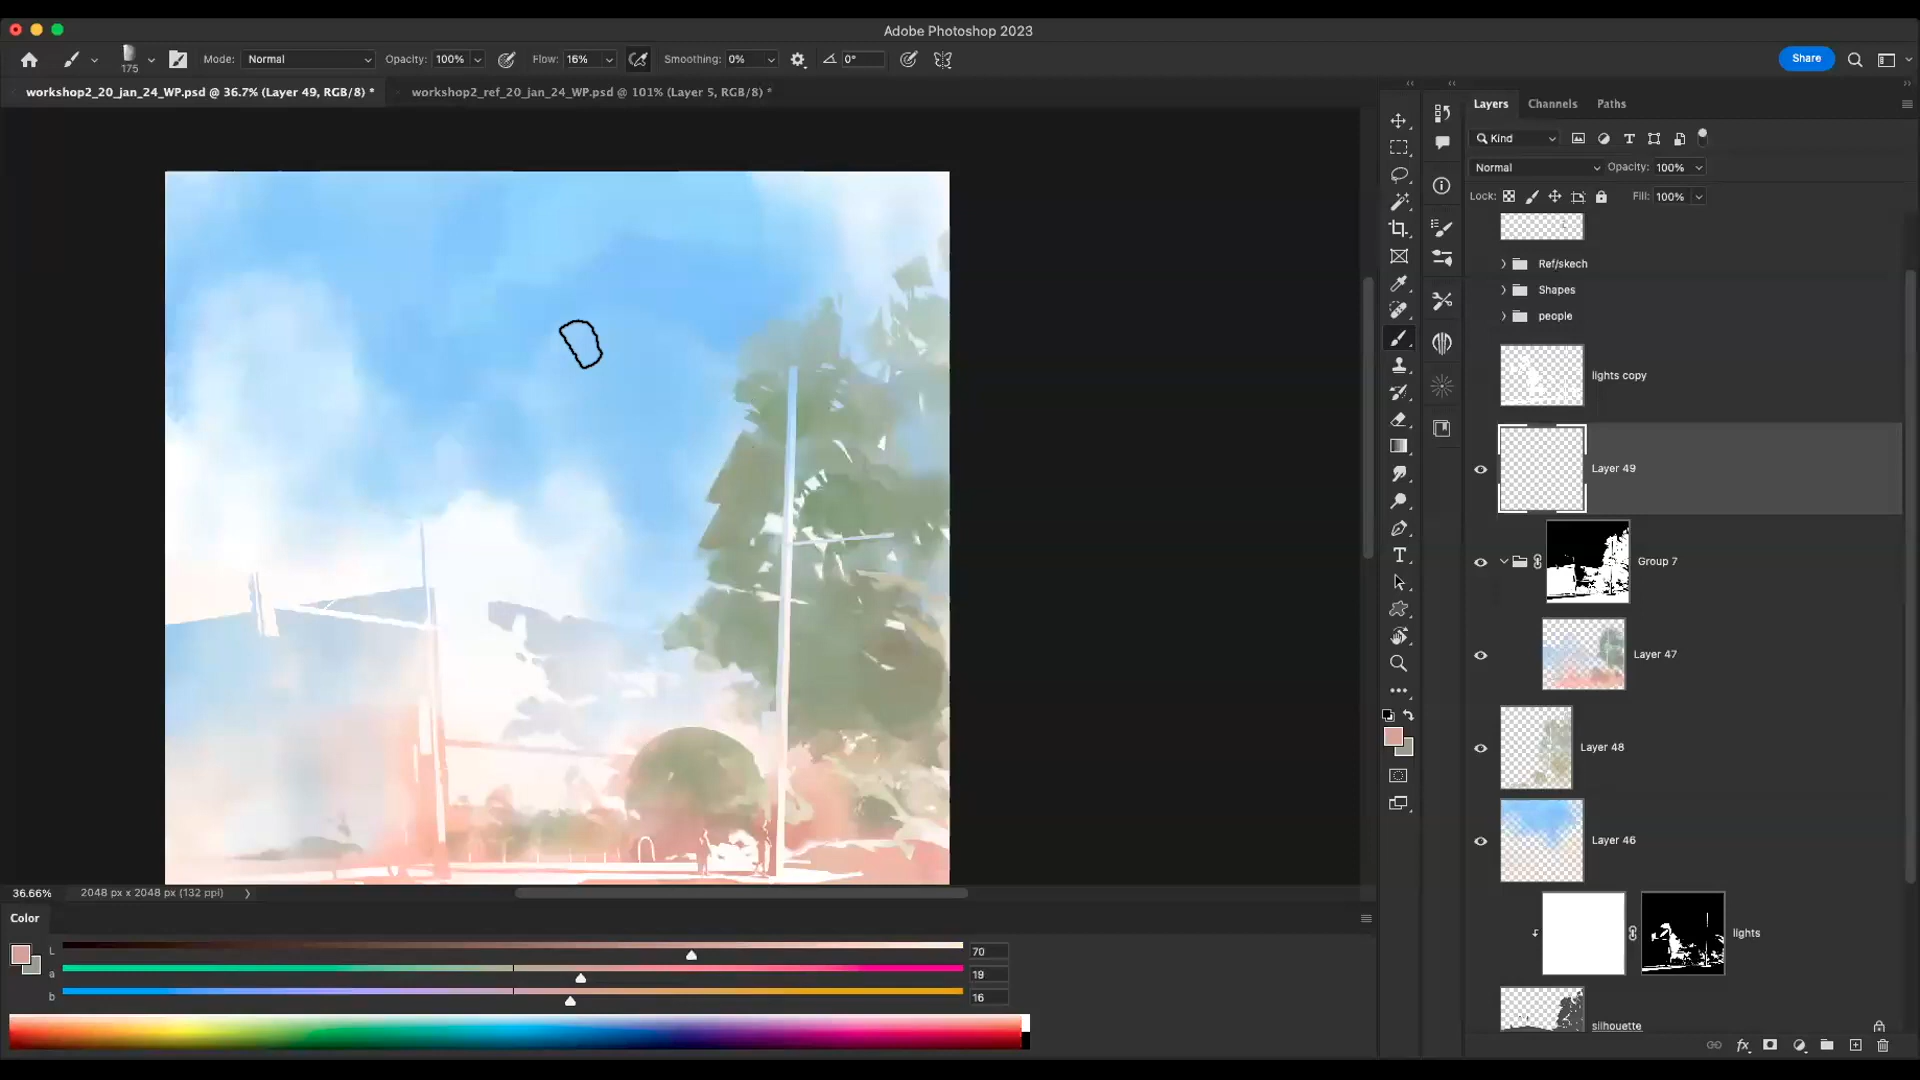 Adobe Photoshop 2023
175
Mode: Normal
Opacity: 100%
Flow: 16%
Smoothing: 0%
0°
Share
workshop2_20_jan_24_WP.psd @ 36.7% (Layer 49, RGB/8) *
workshop2_ref_20_jan_24_WP.psd @ 101% (Layer 5, RGB/8) *
Layers
Channels
Paths
Kind
Normal
Opacity: 100%
Lock:
Fill: 100%
Ref/skech
Shapes
people
lights copy
Layer 49
Group 7
Layer 47
Layer 48
Layer 46
lights
silhouette
36.66%
2048 px x 2048 px (132 ppi)
Color
L
70
a
19
b
16